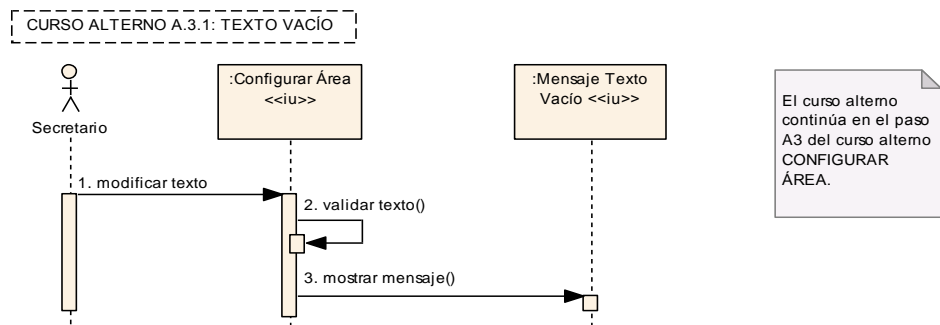 CURSO ALTERNO A.3.1: TEXTO VACÍO
:Configurar Área
<<iu>>
:Mensaje Texto
Vacío <<iu>>
Secretario
El curso alterno
continúa en el paso
A3 del curso alterno
CONFIGURAR
ÁREA.
1. modificar texto
2. validar texto()
3. mostrar mensaje()